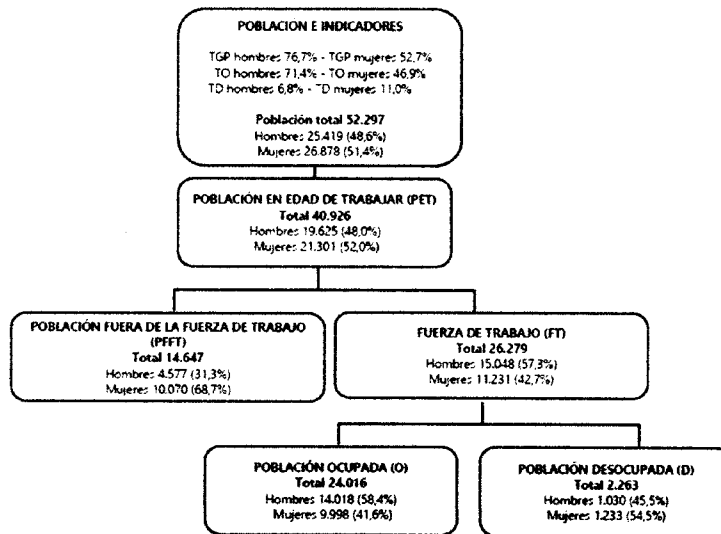 POBLACION E INDICADORES
TGP hombres 76,7% - TGP mujeres 52,7%
TO hombres 71,4% - TO mujeres 46,9%
TD hombres 6,8% - TD mujeres 11,0%
Población total 52.297
Hombres 25.419 (48,6%)
Mujeres 26.878 (51,4%)
POBLACIÓN EN EDAD DE TRABAJAR (PET)
Total 40.926
Hombres 19.625 (48,0%)
Mujeres 21.301 (52,0%)
POBLACIÓN FUERA DE LA FUERZA DE TRABAJO
(PFFT)
Total 14.647
Hombres 4.577 (31,3%)
Mujeres 10.070 (68,7%)
FUERZA DE TRABAJO (FT)
Total 26.279
Hombres 15.048 (57,3%)
Mujeres 11.231 (42,7%)
POBLACIÓN OCUPADA (O)
Total 24.016
Hombres 14.018 (58,4%)
Mujeres 9.998 (41,6%)
POBLACIÓN DESOCUPADA (D)
Total 2.263
Hombres 1.030 (45,5%)
Mujeres 1.233 (54,5%)